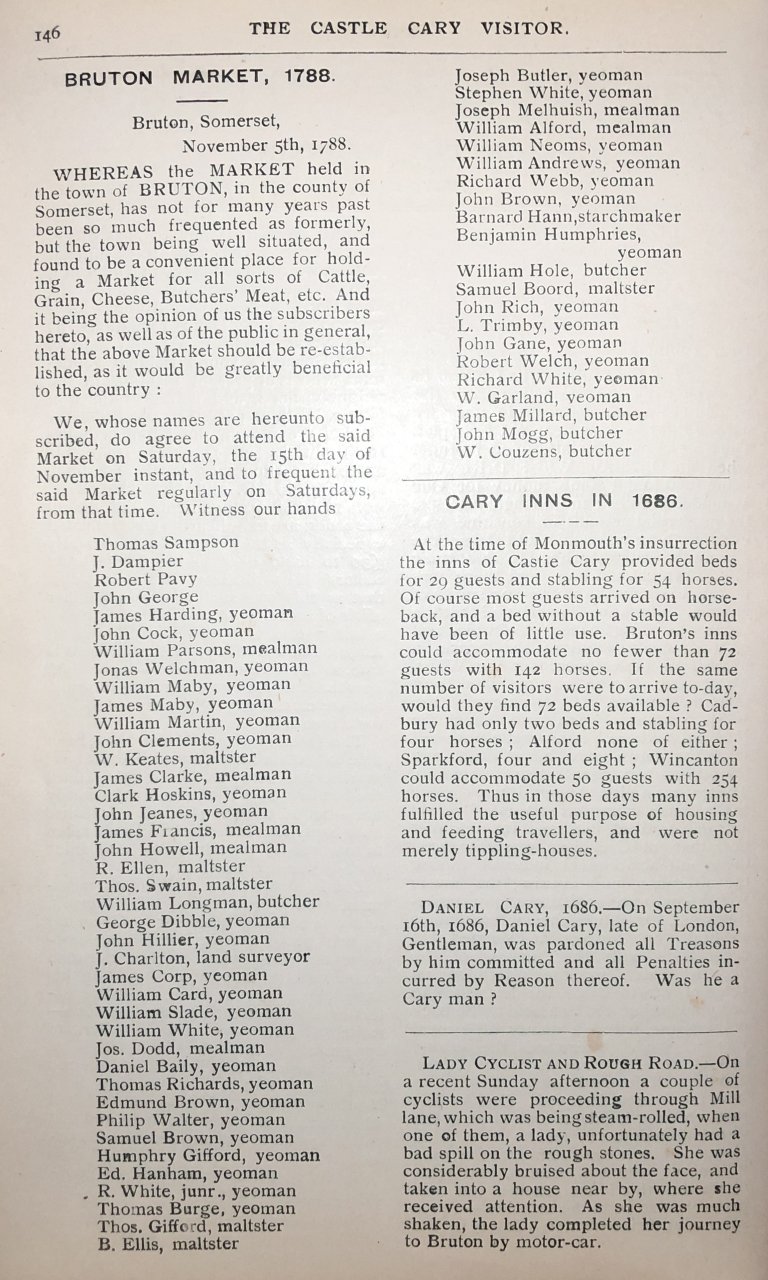 146
THE CASTLE CARY VISITOR.
BRUTON MARKET, 1788.
Bruton, Somerset,
November 5th, 1788.
WHEREAS the MARKET held in
the town of BRUTON, in the county of
Somerset, has not for many years past
been so much frequented as formerly,
but the town being well situated, and
found to be a convenient place for hold-
ing a Market for all sorts of Cattle,
Grain, Cheese, Butchers' Meat, etc. And
it being the opinion of us the subscribers
hereto, as well as of the public in general,
that the above Market should be re-estab-
lished, as it would be greatly beneficial
to the country :
We, whose names are hereunto sub-
scribed, do agree to attend the said
Market on Saturday, the 15th day of
November instant, and to frequent the
said Market regularly on Saturdays,
from that time. Witness our hands
Thomas Sampson
J. Dampier
Robert Pavy
John George
James Harding, yeoman
John Cock, yeoman
William Parsons, mealman
Jonas Welchman, yeoman
William Maby, yeoman
James Maby, yeoman
William Martin, yeoman
John Clements, yeoman
W. Keates, maltster
James Clarke, mealman
Clark Hoskins, yeoman
John Jeanes, yeoman
James Francis, mealman
John Howell, mealman
R. Ellen, maltster
Thos. Swain, maltster
William Longman, butcher
George Dibble, yeoman
John Hillier, yeoman
J. Charlton, land surveyor
James Corp, yeoman
William Card, yeoman
William Slade, yeoman
William White, yeoman
Jos. Dodd, mealman
Daniel Baily, yeoman
Thomas Richards, yeoman
Edmund Brown, yeoman
Philip Walter, yeoman
Samuel Brown, yeoman
Humphry Gifford, yeoman
Ed. Hanham, yeoman
R. White, junr., yeoman
Thomas Burge, yeoman
Thos. Gifford, maltster
B. Ellis, maltster
Joseph Butler, yeoman
Stephen White, yeoman
Joseph Melhuish, mealman
William Alford, mealman
William Neoms, yeoman
William Andrews, yeoman
Richard Webb, yeoman
John Brown, yeoman
Barnard Hann, starchmaker
Benjamin Humphries,
yeoman
William Hole, butcher
Samuel Boord, maltster
John Rich, yeoman
L. Trimby, yeoman
John Gane, yeoman
Robert Welch, yeoman
Richard White, yeoman
W. Garland, yeoman
James Millard, butcher
John Mogg, butcher
W. Couzens, butcher
CARY INNS IN 1686.
At the time of Monmouth's insurrection
the inns of Castie Cary provided beds
for 29 guests and stabling for 54 horses.
Of course most guests arrived on horse-
back, and a bed without a stable would
have been of little use. Bruton's inns
could accommodate no fewer than 72
guests with 142 horses. If the same
number of visitors were to arrive to-day,
would they find 72 beds available ? Cad-
bury had only two beds and stabling for
four horses ; Alford none of either ;
Sparkford, four and eight ; Wincanton
could accommodate 50 guests with 254
horses. Thus in those days many inns
fulfilled the useful purpose of housing
and feeding travellers, and were not
merely tippling-houses.
DANIEL CARY, 1686.—On September
16th, 1686, Daniel Cary, late of London,
Gentleman, was pardoned all Treasons
by him committed and all Penalties in-
curred by Reason thereof. Was he a
Cary man ?
LADY CYCLIST AND ROUGH ROAD.—On
a recent Sunday afternoon a couple of
cyclists were proceeding through Mill
lane, which was being steam-rolled, when
one of them, a lady, unfortunately had a
bad spill on the rough stones. She was
considerably bruised about the face, and
taken into a house near by, where she
received attention. As she was much
shaken, the lady completed her journey
to Bruton by motor-car.